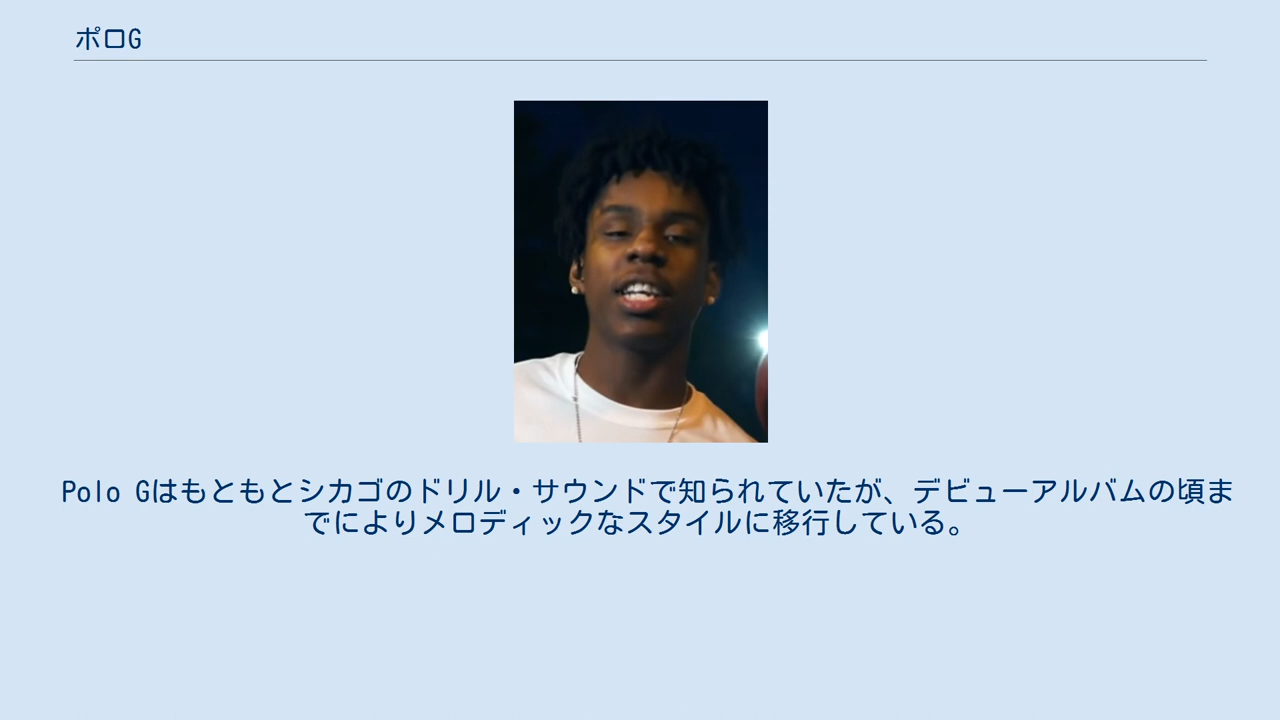 ポロG
Polo Gはもともとシカゴのドリル・サウンドで知られていたが、デビューアルバムの頃ま
でによりメロディックなスタイルに移行している。